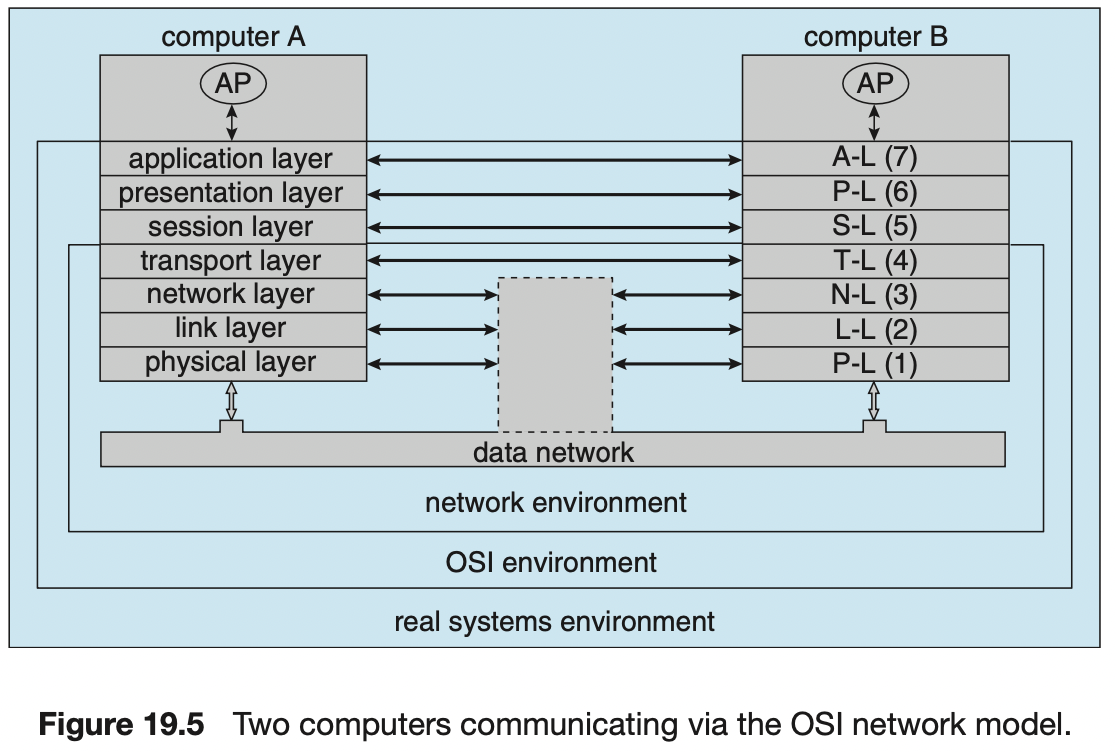 computer A computer B
AP AP
application layer A-L (7)
presentation layer P-L (6)
session layer S-L (5)
transport layer T-L (4)
network layer N-L (3)
link layer L-L (2)
physical layer P-L (1)
data network
network environment
OSI environment
real systems environment
Figure 19.5 Two computers communicating via the OSI network model.